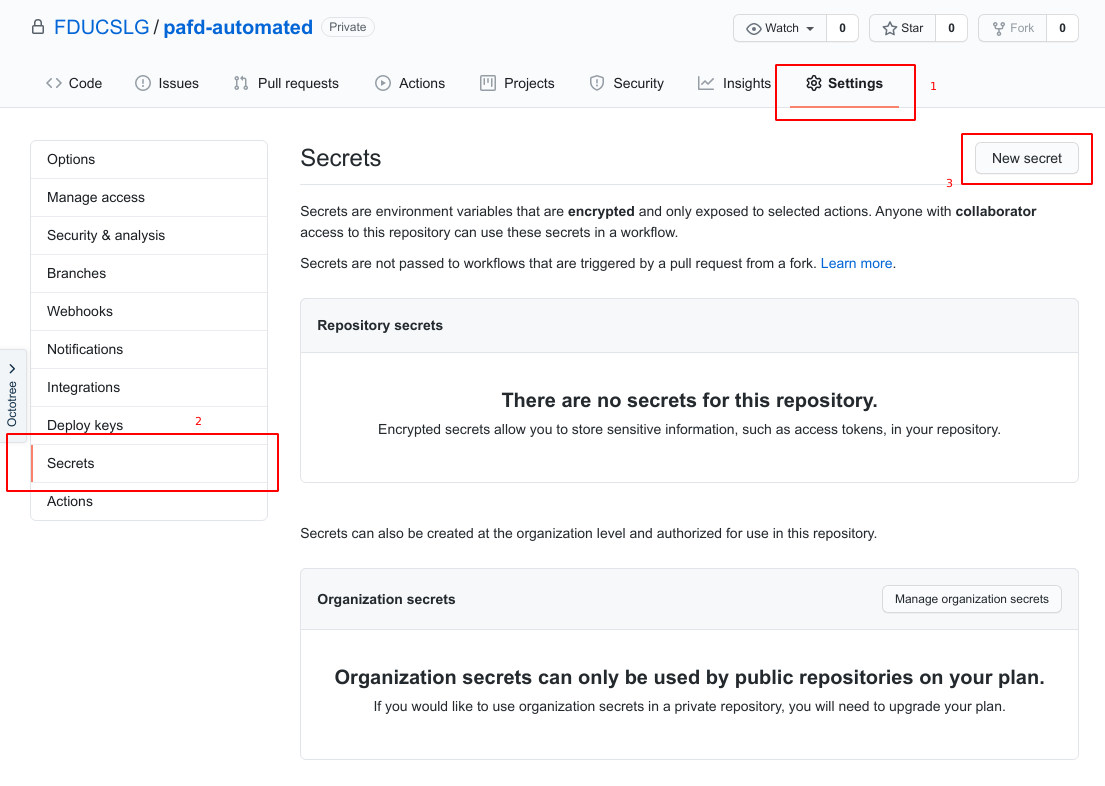 FDUCSLG / pafd-automated Private Watch 0 Star 0 Fork 0
Code Issues Pull requests Actions Projects Security Insights Settings 1
Options
Manage access
Security & analysis
Branches
Webhooks
Notifications
Integrations
Deploy keys 2
Secrets
Actions
Octotree
Secrets
New secret
3
Secrets are environment variables that are encrypted and only exposed to selected actions. Anyone with collaborator
access to this repository can use these secrets in a workflow.
Secrets are not passed to workflows that are triggered by a pull request from a fork. Learn more.
Repository secrets
There are no secrets for this repository.
Encrypted secrets allow you to store sensitive information, such as access tokens, in your repository.
Secrets can also be created at the organization level and authorized for use in this repository.
Organization secrets Manage organization secrets
Organization secrets can only be used by public repositories on your plan.
If you would like to use organization secrets in a private repository, you will need to upgrade your plan.